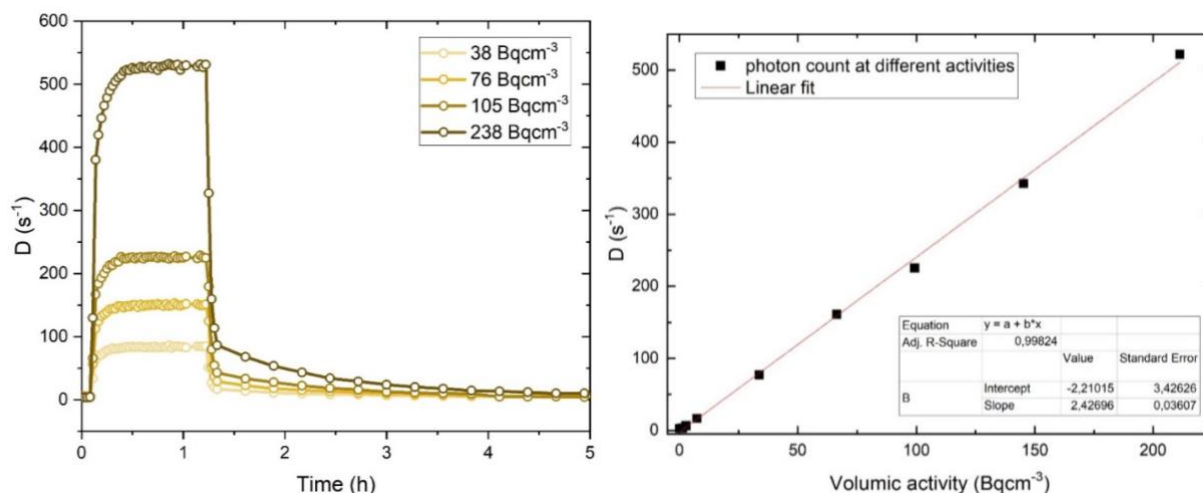 600
500
400
300
200
100
0
D (s⁻¹)
38 Bqcm⁻³
76 Bqcm⁻³
105 Bqcm⁻³
238 Bqcm⁻³
0 1 2 3 4 5
Time (h)
500
400
300
200
100
0
D (s⁻¹)
photon count at different activities
Linear fit
Equation y = a + b*x
Adj. R-Square 0,99824
Value Standard Error
B Intercept -2,21015 3,42626
Slope 2,42696 0,03607
0 50 100 150 200
Volumic activity (Bqcm⁻³)